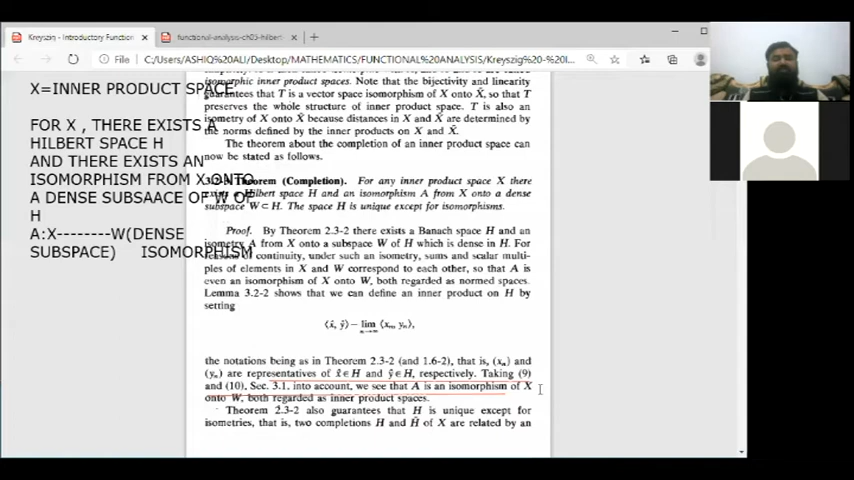 Kreyszig - Introductory Function
functional-analysis-ch03-hilbert
File | C:/Users/ASHIQ ALI/Desktop/MATHEMATICS/FUNCTIONAL ANALYSIS/Kreyszig - I...
X=INNER PRODUCT SPACE
FOR X , THERE EXISTS A
HILBERT SPACE H
AND THERE EXISTS AN
ISOMORPHISM FROM X ONTO
A DENSE SUBSAACE OF W OF
H
A:X--------W(DENSE
SUBSPACE) ISOMORPHISM
isomorphic inner product spaces. Note that the bijectivity and linearity
guarantees that T is a vector space isomorphism of X onto X̃, so that T
preserves the whole structure of inner product space. T is also an
isometry of X onto X̃ because distances in X and X̃ are determined by
the norms defined by the inner products on X and X̃.
The theorem about the completion of an inner product space can
now be stated as follows.
Theorem (Completion). For any inner product space X there
exists a Hilbert space H and an isomorphism A from X onto a dense
subspace W ⊂ H. The space H is unique except for isomorphisms.
Proof. By Theorem 2.3-2 there exists a Banach space H and an
isometry A from X onto a subspace W of H which is dense in H. For
reasons of continuity, under such an isometry, sums and scalar multi-
ples of elements in X and W correspond to each other, so that A is
even an isomorphism of X onto W, both regarded as normed spaces.
Lemma 3.2-2 shows that we can define an inner product on H by
setting
⟨x̂, ŷ⟩ = lim ⟨xₙ, yₙ⟩,
n→∞
the notations being as in Theorem 2.3-2 (and 1.6-2), that is, (xₙ) and
(yₙ) are representatives of x̂ ∈ H and ŷ ∈ H, respectively. Taking (9)
and (10), Sec. 3.1, into account, we see that A is an isomorphism of X
onto W, both regarded as inner product spaces.
Theorem 2.3-2 also guarantees that H is unique except for
isometries, that is, two completions H and H̃ of X are related by an